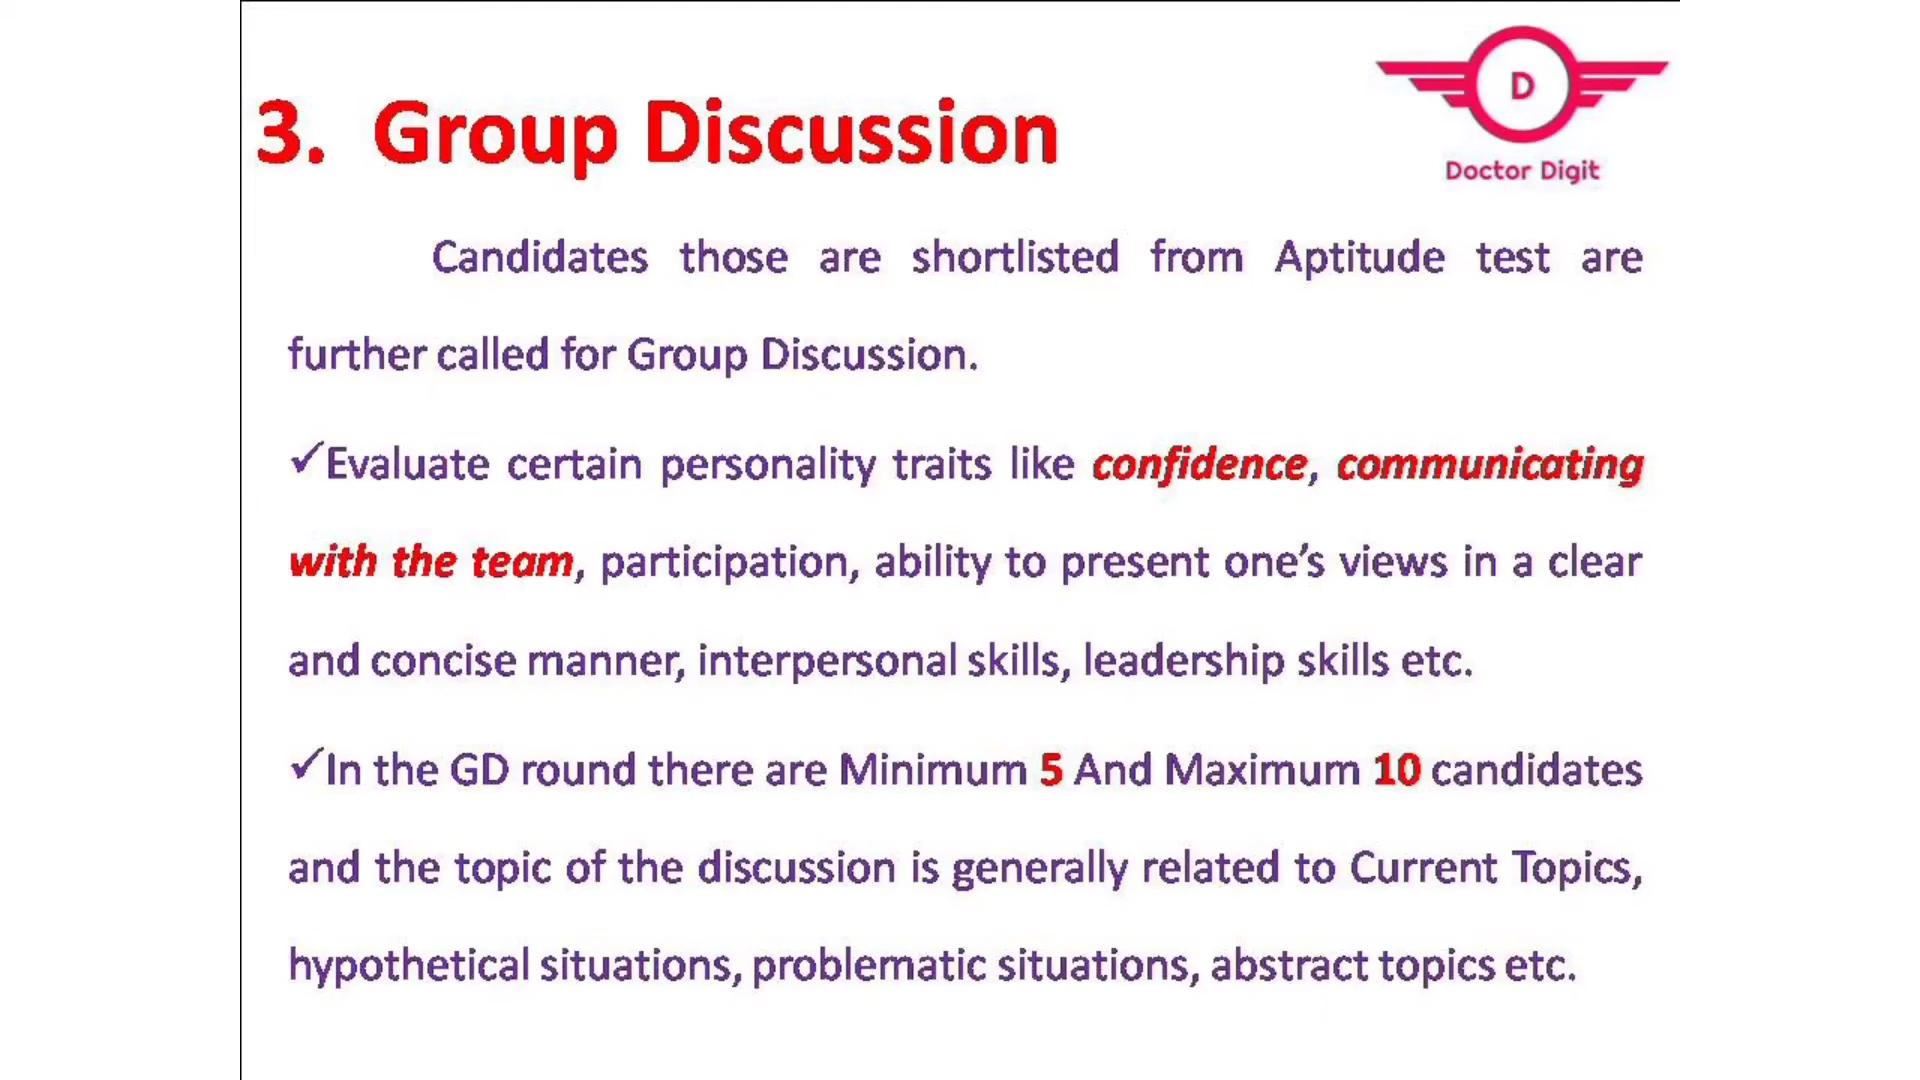 3. Group Discussion
D
Doctor Digit
Candidates those are shortlisted from Aptitude test are
further called for Group Discussion.
✓Evaluate certain personality traits like confidence, communicating
with the team, participation, ability to present one’s views in a clear
and concise manner, interpersonal skills, leadership skills etc.
✓In the GD round there are Minimum 5 And Maximum 10 candidates
and the topic of the discussion is generally related to Current Topics,
hypothetical situations, problematic situations, abstract topics etc.